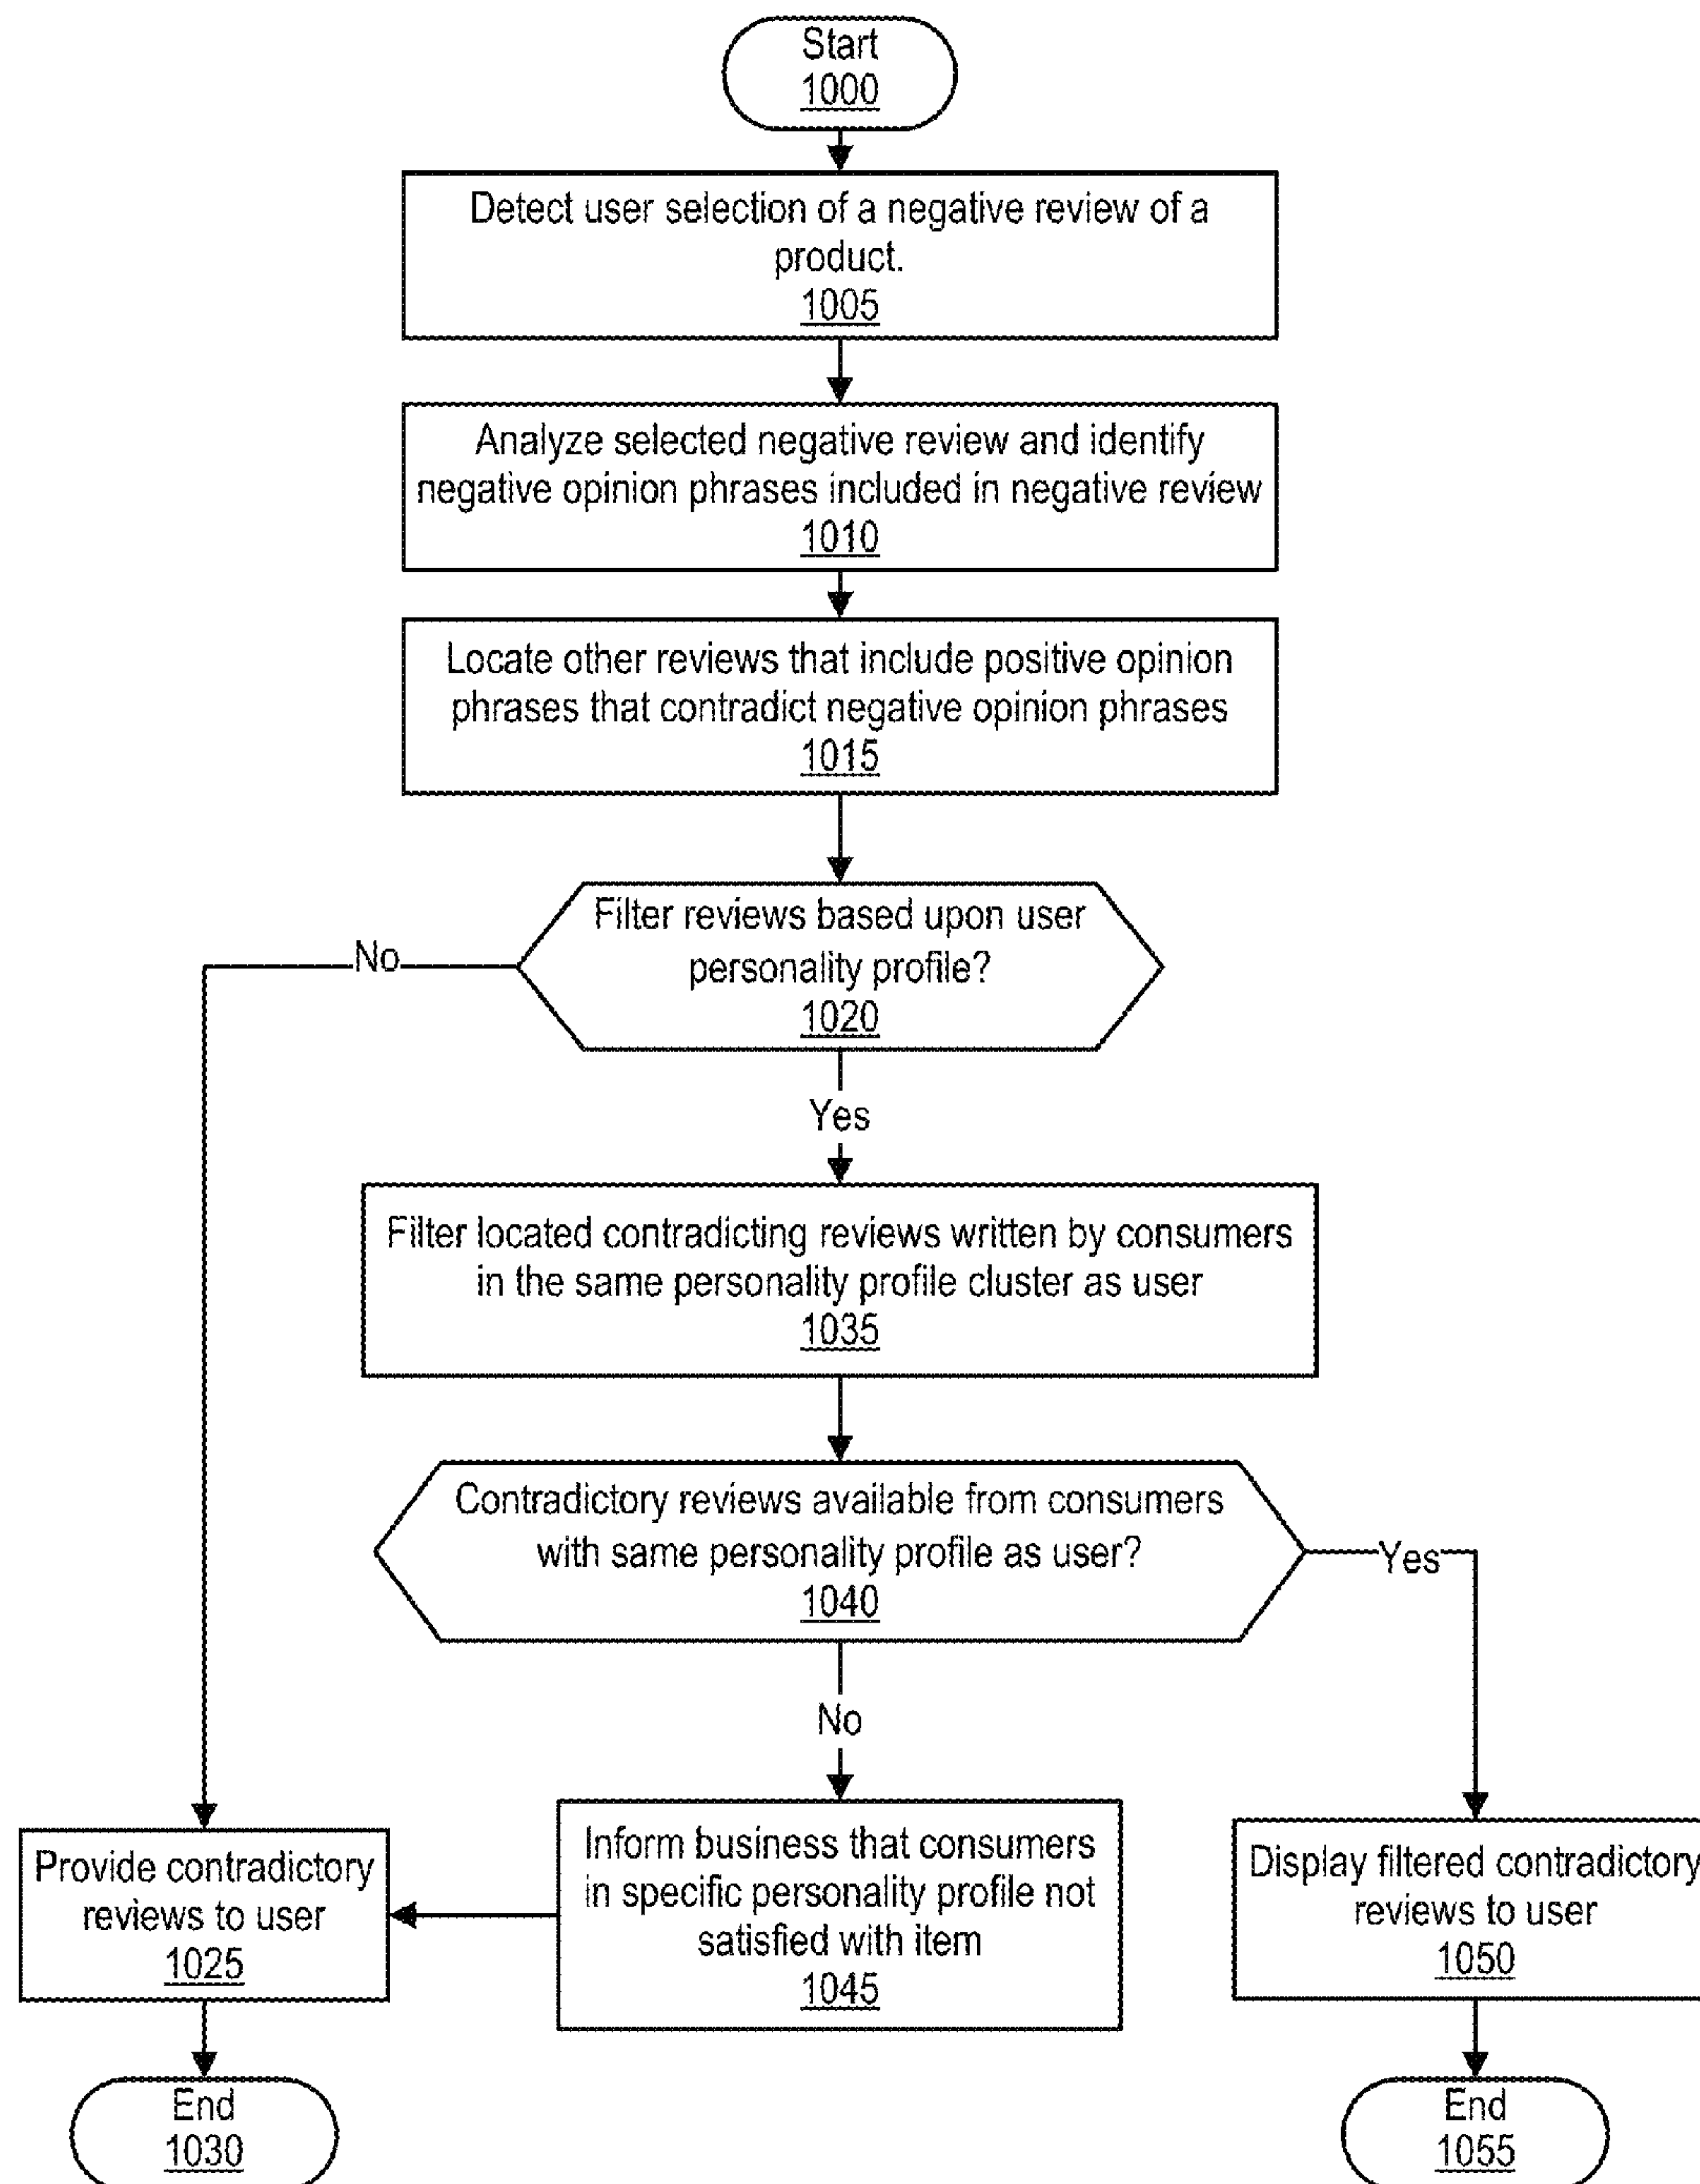 Start
1000
Detect user selection of a negative review of a
product.
1005
Analyze selected negative review and identify
negative opinion phrases included in negative review
1010
Locate other reviews that include positive opinion
phrases that contradict negative opinion phrases
1015
Filter reviews based upon user
personality profile?
1020
No
Yes
Filter located contradicting reviews written by consumers
in the same personality profile cluster as user
1035
Contradictory reviews available from consumers
with same personality profile as user?
1040
Yes
No
Provide contradictory
reviews to user
1025
Inform business that consumers
in specific personality profile not
satisfied with item
1045
Display filtered contradictory
reviews to user
1050
End
1030
End
1055